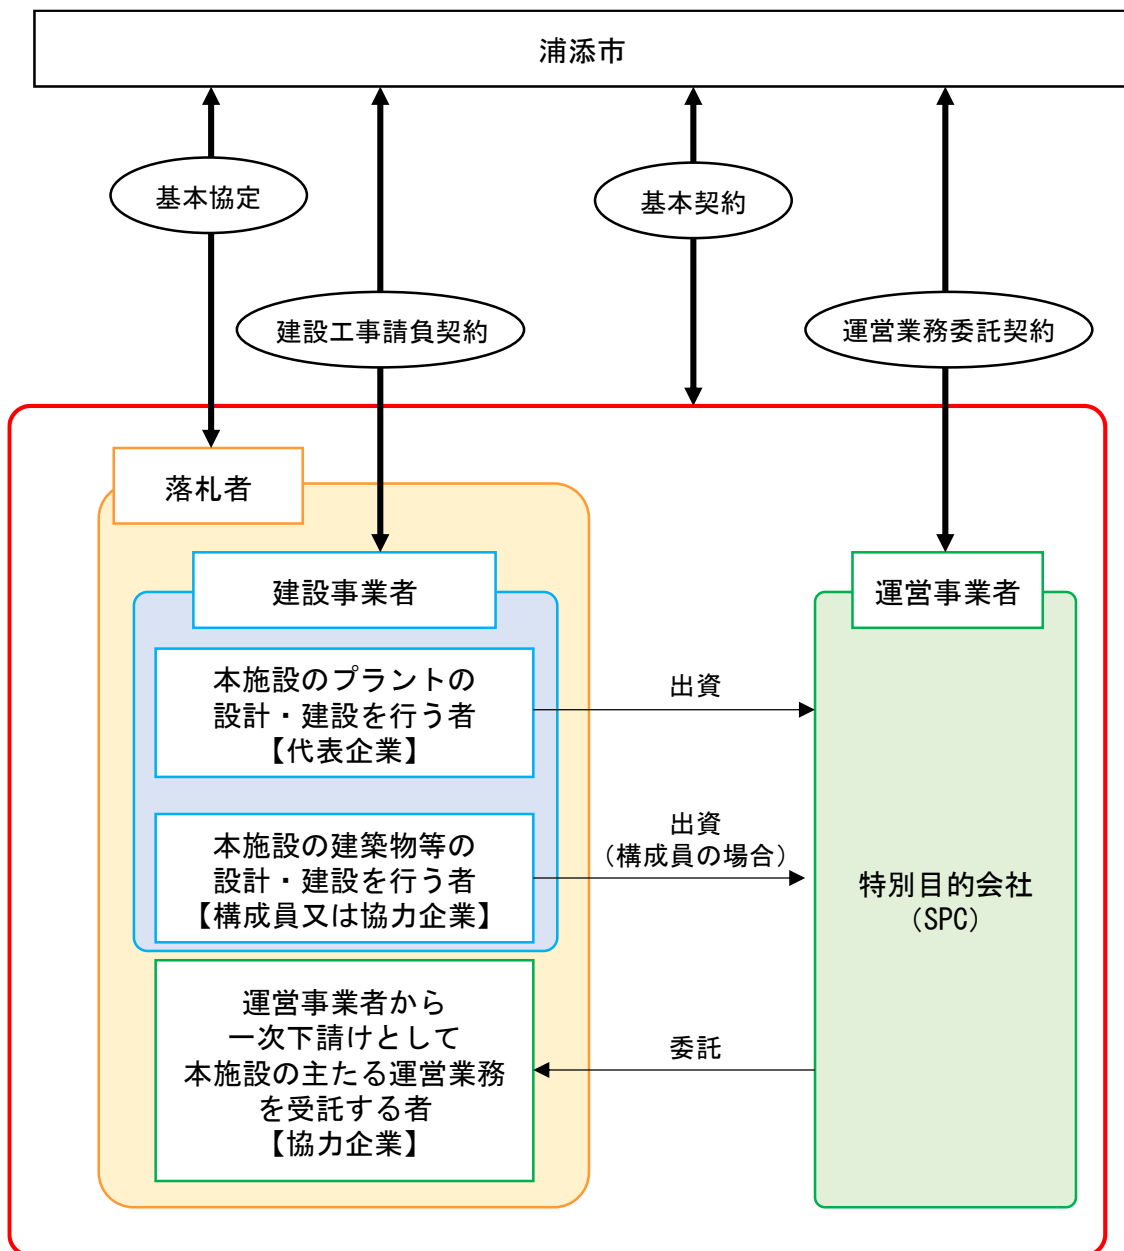 浦添市
基本協定
基本契約
建設工事請負契約
運営業務委託契約
落札者
建設事業者
運営事業者
本施設のプラントの
設計・建設を行う者
【代表企業】
出資
本施設の建築物等の
設計・建設を行う者
【構成員又は協力企業】
出資
(構成員の場合)
特別目的会社
(SPC)
運営事業者から
一次下請けとして
本施設の主たる運営業務
を受託する者
【協力企業】
委託